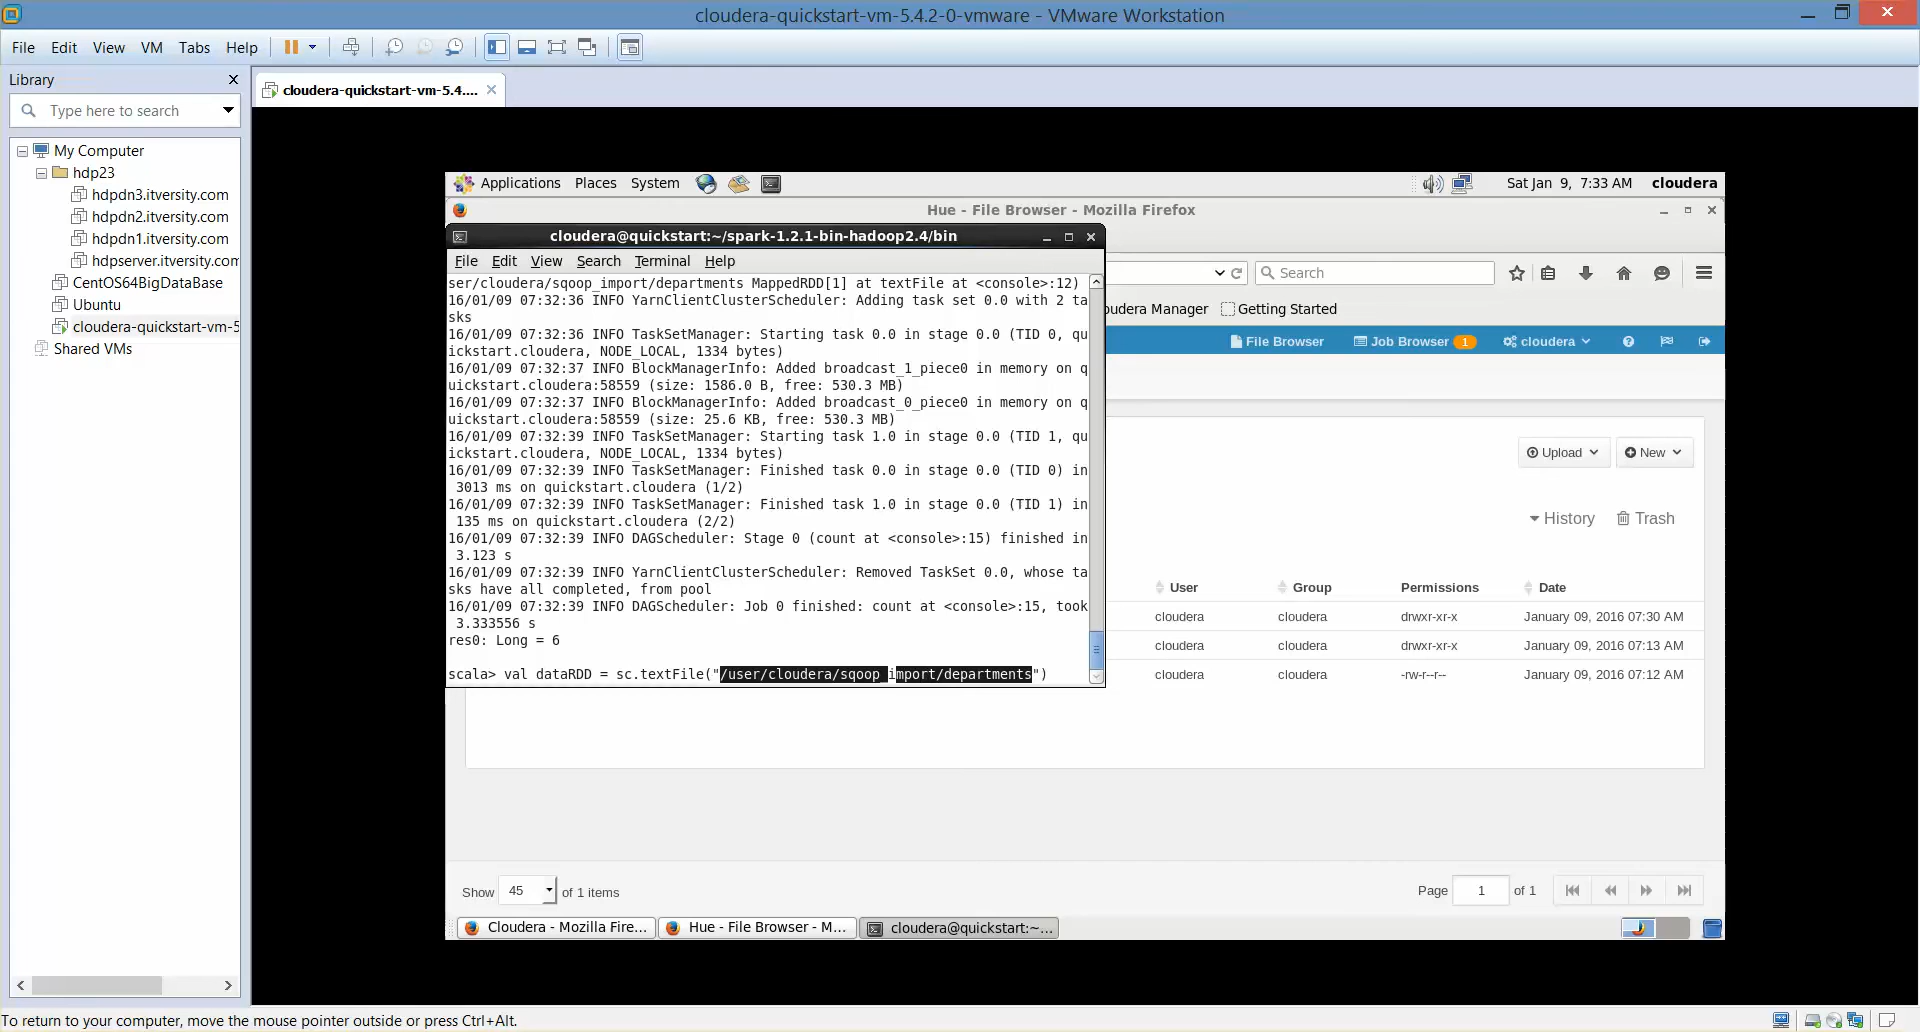 cloudera-quickstart-vm-5.4.2-0-vmware - VMware Workstation
File Edit View VM Tabs Help
Library
cloudera-quickstart-vm-5.4....
Type here to search
My Computer
hdp23
hdpdn3.itversity.com
hdpdn2.itversity.com
hdpdn1.itversity.com
hdpserver.itversity.com
CentOS64BigDataBase
Ubuntu
cloudera-quickstart-vm-5
Shared VMs
Applications Places System
Sat Jan 9, 7:33 AM cloudera
Hue - File Browser - Mozilla Firefox
cloudera@quickstart:~/spark-1.2.1-bin-hadoop2.4/bin
File Edit View Search Terminal Help
Search
oudera Manager Getting Started
File Browser Job Browser 1 cloudera
ser/cloudera/sqoop_import/departments MappedRDD[1] at textFile at <console>:12)
16/01/09 07:32:36 INFO YarnClientClusterScheduler: Adding task set 0.0 with 2 ta
sks
16/01/09 07:32:36 INFO TaskSetManager: Starting task 0.0 in stage 0.0 (TID 0, qu
ickstart.cloudera, NODE_LOCAL, 1334 bytes)
16/01/09 07:32:37 INFO BlockManagerInfo: Added broadcast_1_piece0 in memory on q
uickstart.cloudera:58559 (size: 1586.0 B, free: 530.3 MB)
16/01/09 07:32:37 INFO BlockManagerInfo: Added broadcast_0_piece0 in memory on q
uickstart.cloudera:58559 (size: 25.6 KB, free: 530.3 MB)
16/01/09 07:32:39 INFO TaskSetManager: Starting task 1.0 in stage 0.0 (TID 1, qu
ickstart.cloudera, NODE_LOCAL, 1334 bytes)
16/01/09 07:32:39 INFO TaskSetManager: Finished task 0.0 in stage 0.0 (TID 0) in
3013 ms on quickstart.cloudera (1/2)
16/01/09 07:32:39 INFO TaskSetManager: Finished task 1.0 in stage 0.0 (TID 1) in
135 ms on quickstart.cloudera (2/2)
16/01/09 07:32:39 INFO DAGScheduler: Stage 0 (count at <console>:15) finished in
3.123 s
16/01/09 07:32:39 INFO YarnClientClusterScheduler: Removed TaskSet 0.0, whose ta
sks have all completed, from pool
16/01/09 07:32:39 INFO DAGScheduler: Job 0 finished: count at <console>:15, took
3.333556 s
res0: Long = 6
scala> val dataRDD = sc.textFile("/user/cloudera/sqoop_import/departments")
Upload New
History Trash
User Group Permissions Date
cloudera cloudera drwxr-xr-x January 09, 2016 07:30 AM
cloudera cloudera drwxr-xr-x January 09, 2016 07:13 AM
cloudera cloudera -rw-r--r-- January 09, 2016 07:12 AM
Show 45 of 1 items
Page 1 of 1
Cloudera - Mozilla Fire... Hue - File Browser - M... cloudera@quickstart:~...
To return to your computer, move the mouse pointer outside or press Ctrl+Alt.